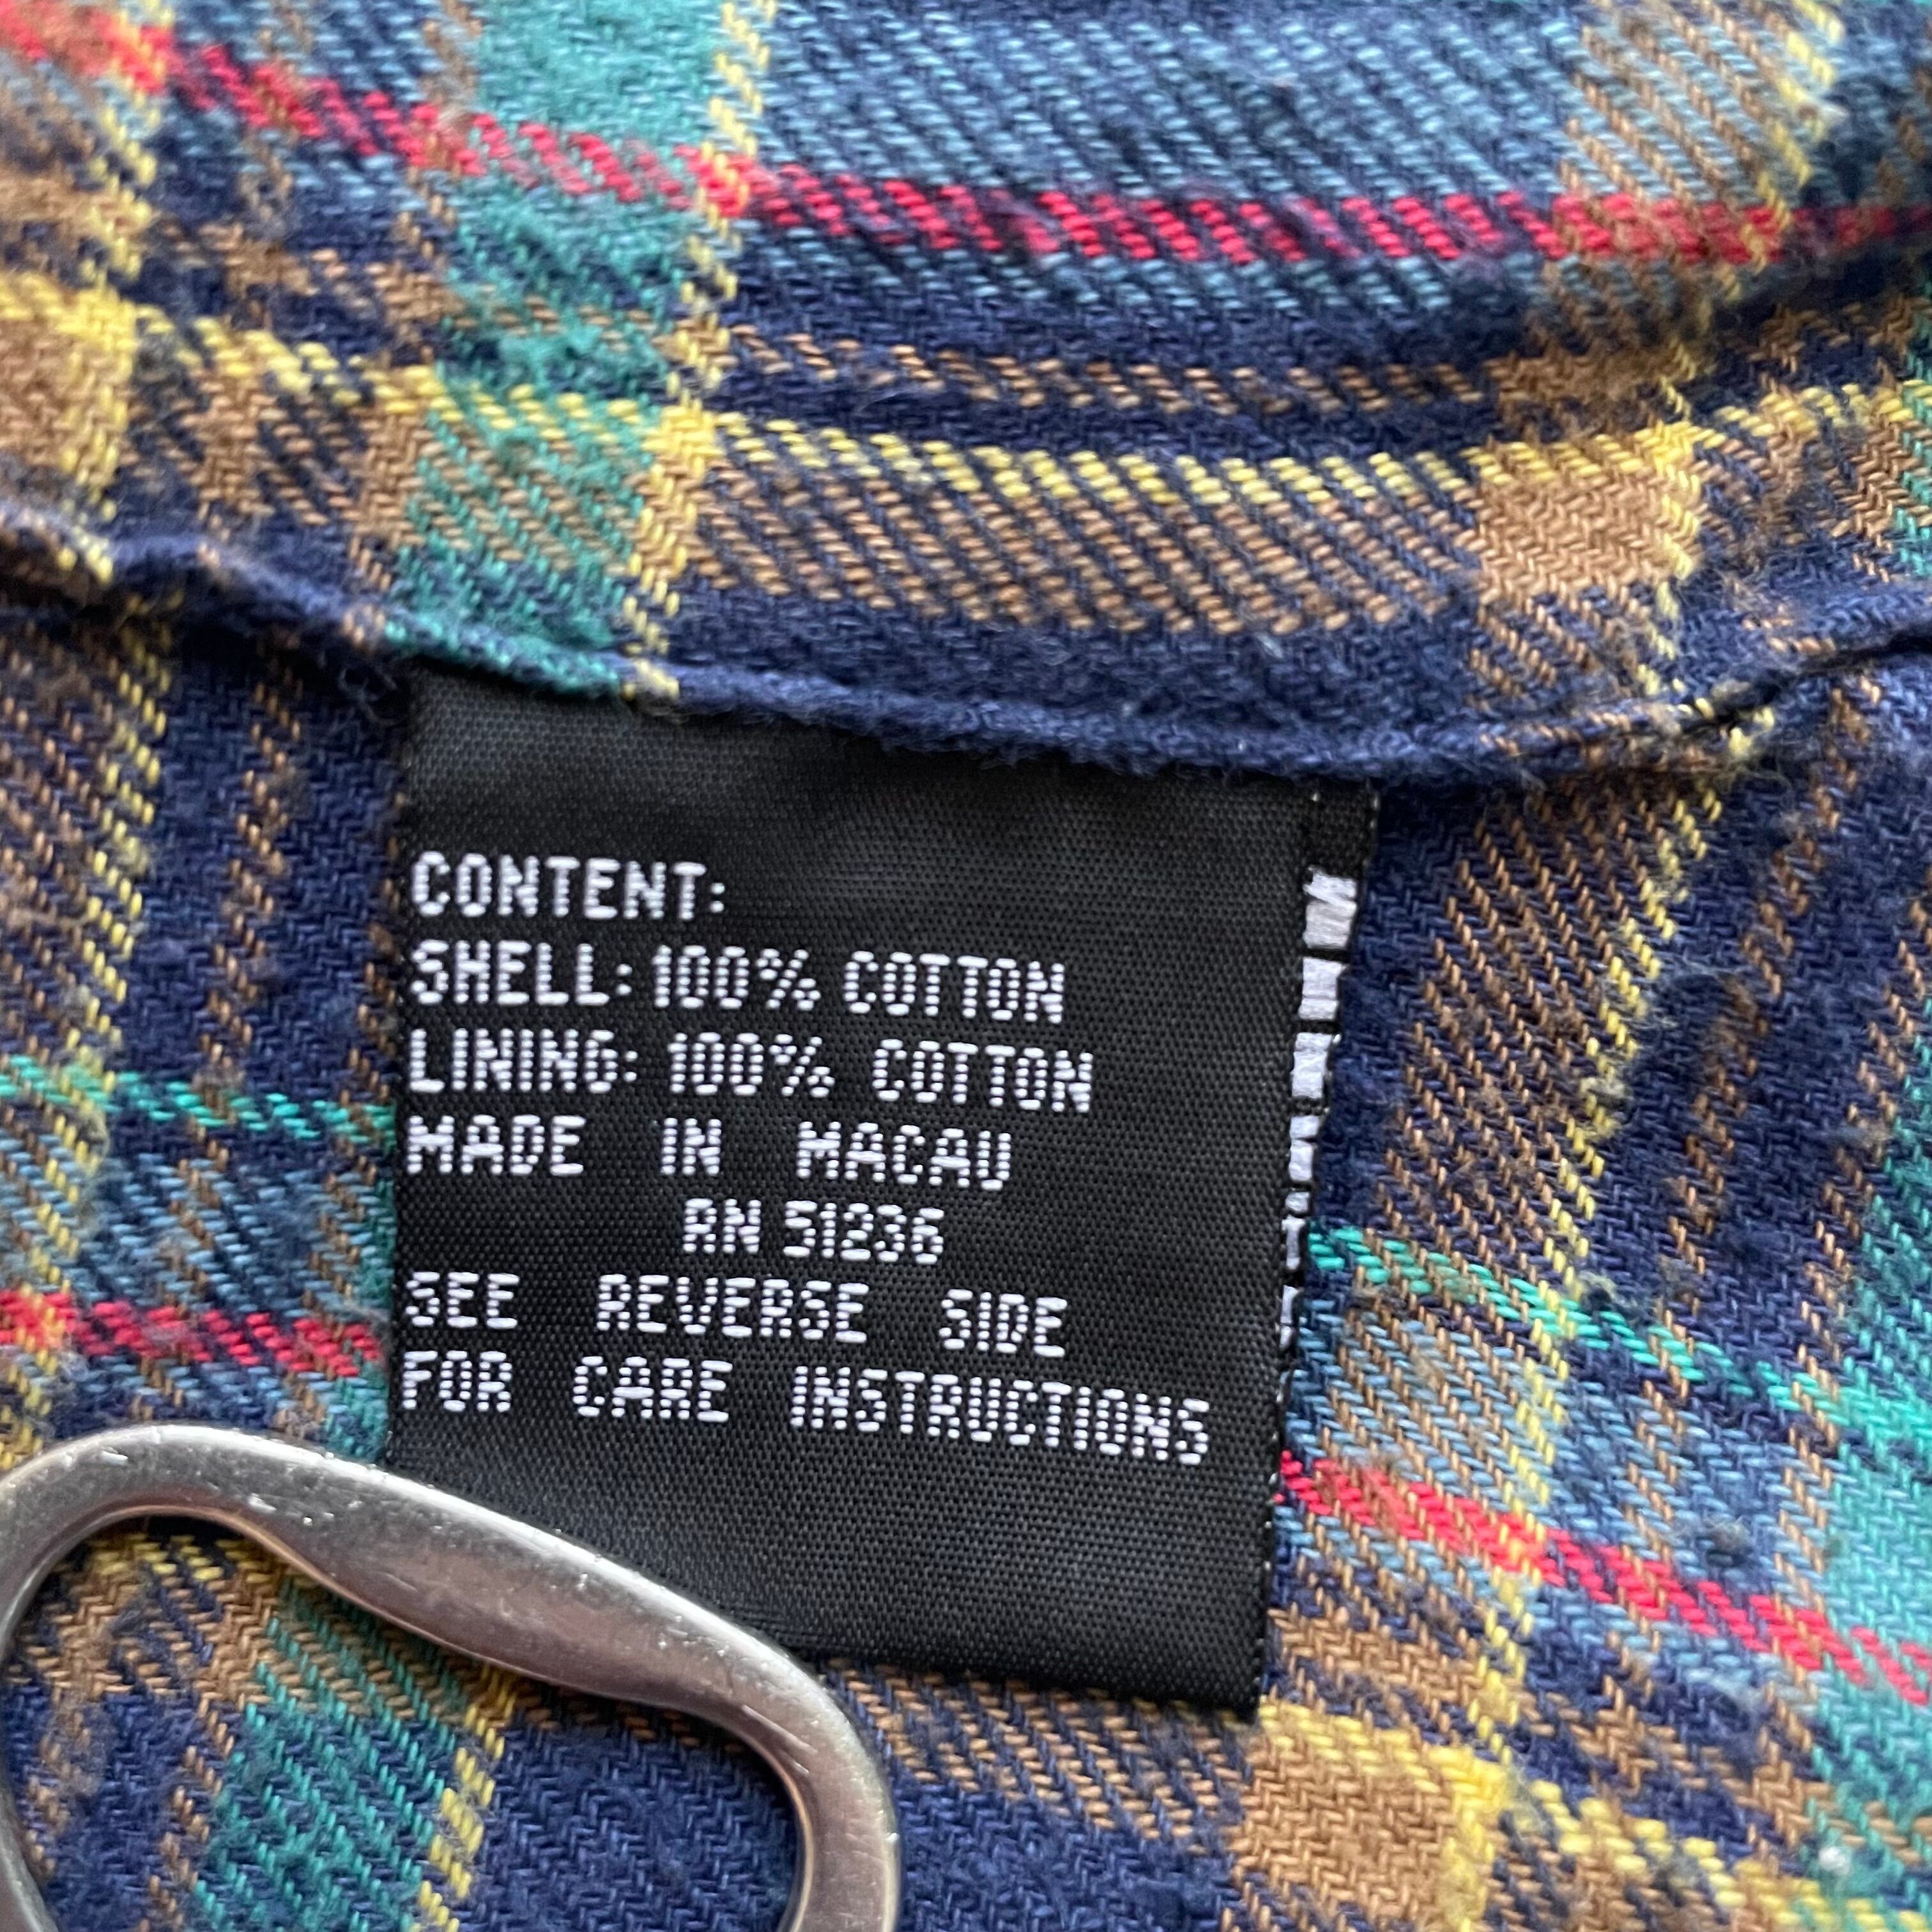 CONTENT:
SHELL: 100% COTTON
LINING: 100% COTTON
MADE IN MACAU
RN 51236
SEE REVERSE SIDE
FOR CARE INSTRUCTIONS